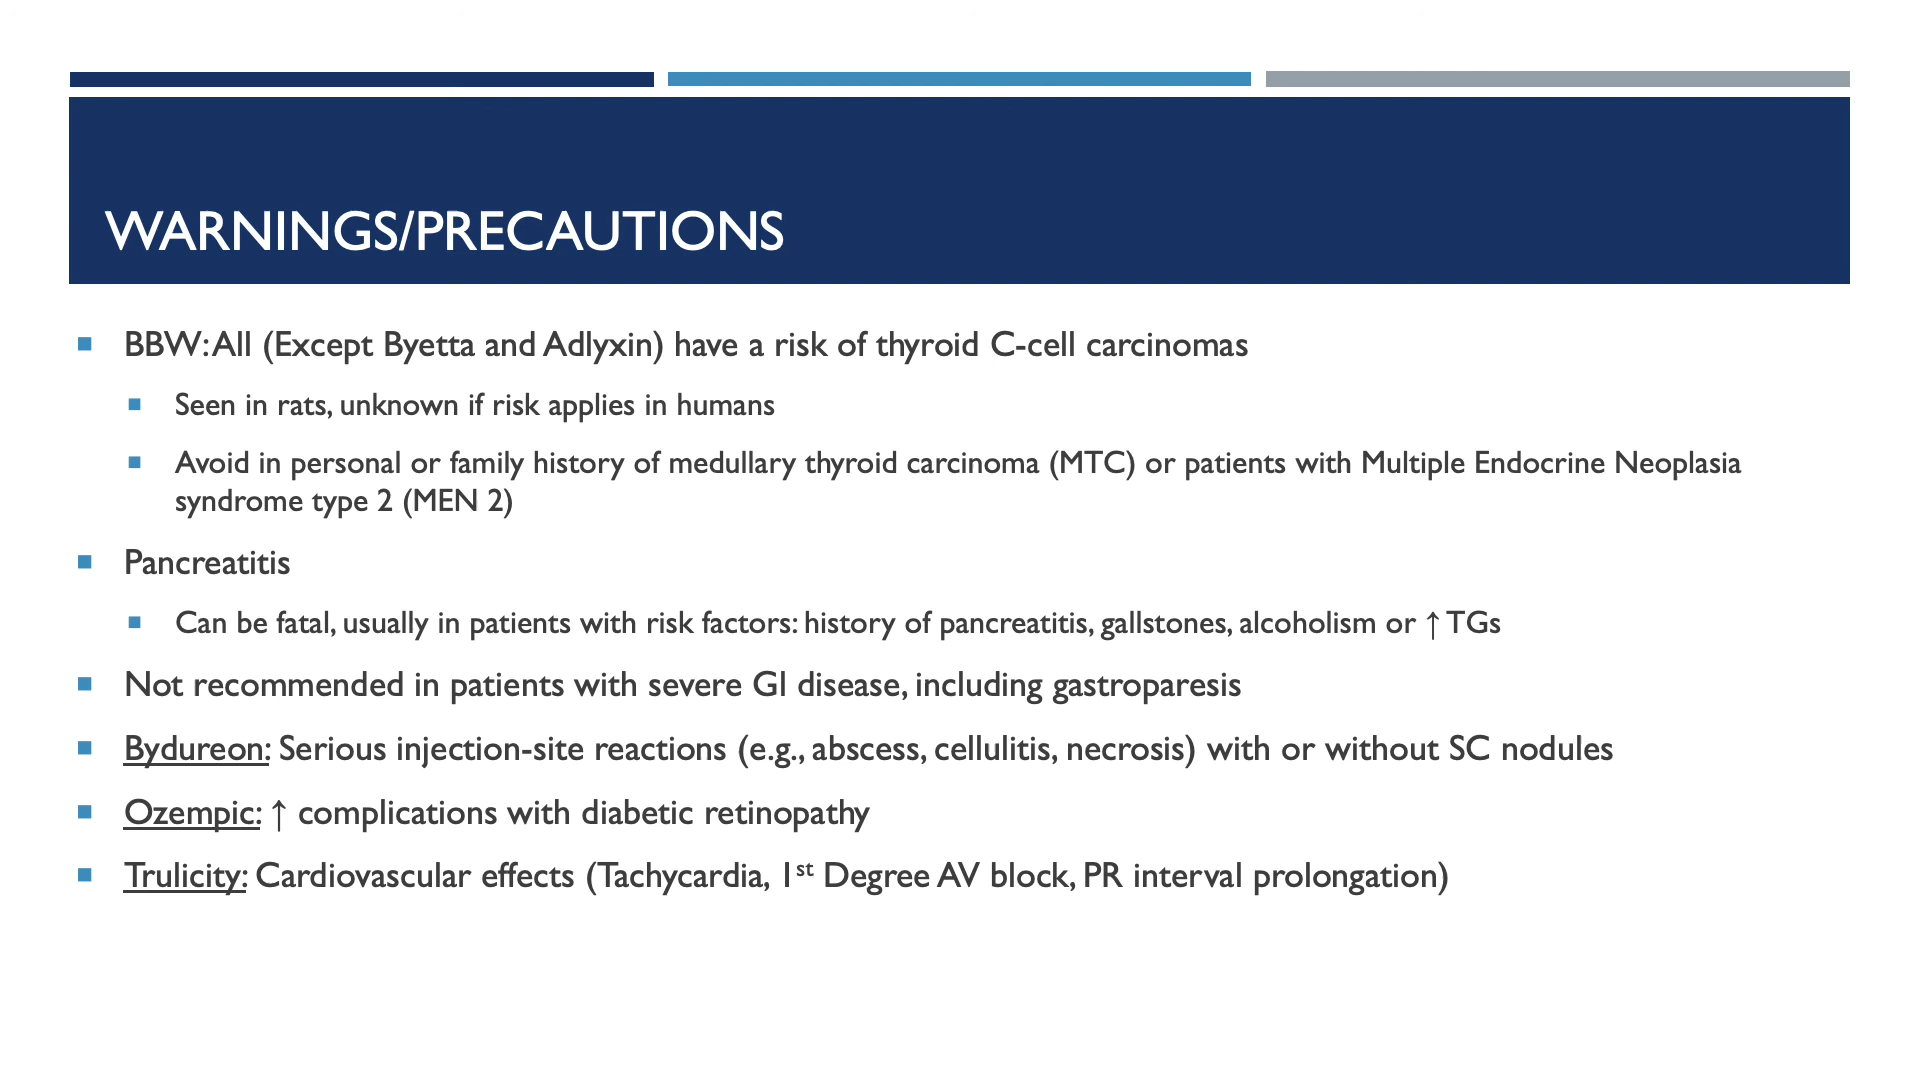 WARNINGS/PRECAUTIONS
BBW: All (Except Byetta and Adlyxin) have a risk of thyroid C-cell carcinomas
Seen in rats, unknown if risk applies in humans
Avoid in personal or family history of medullary thyroid carcinoma (MTC) or patients with Multiple Endocrine Neoplasia
syndrome type 2 (MEN 2)
Pancreatitis
Can be fatal, usually in patients with risk factors: history of pancreatitis, gallstones, alcoholism or ↑ TGs
Not recommended in patients with severe GI disease, including gastroparesis
Bydureon: Serious injection-site reactions (e.g., abscess, cellulitis, necrosis) with or without SC nodules
Ozempic: ↑ complications with diabetic retinopathy
Trulicity: Cardiovascular effects (Tachycardia, 1st Degree AV block, PR interval prolongation)